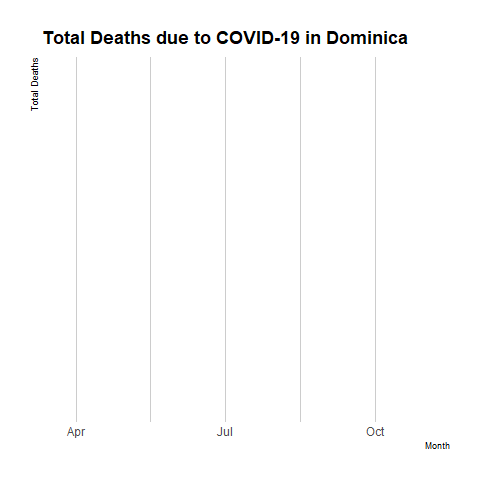 Total Deaths due to COVID-19 in Dominica
Total Deaths
Apr
Jul
Oct
Month